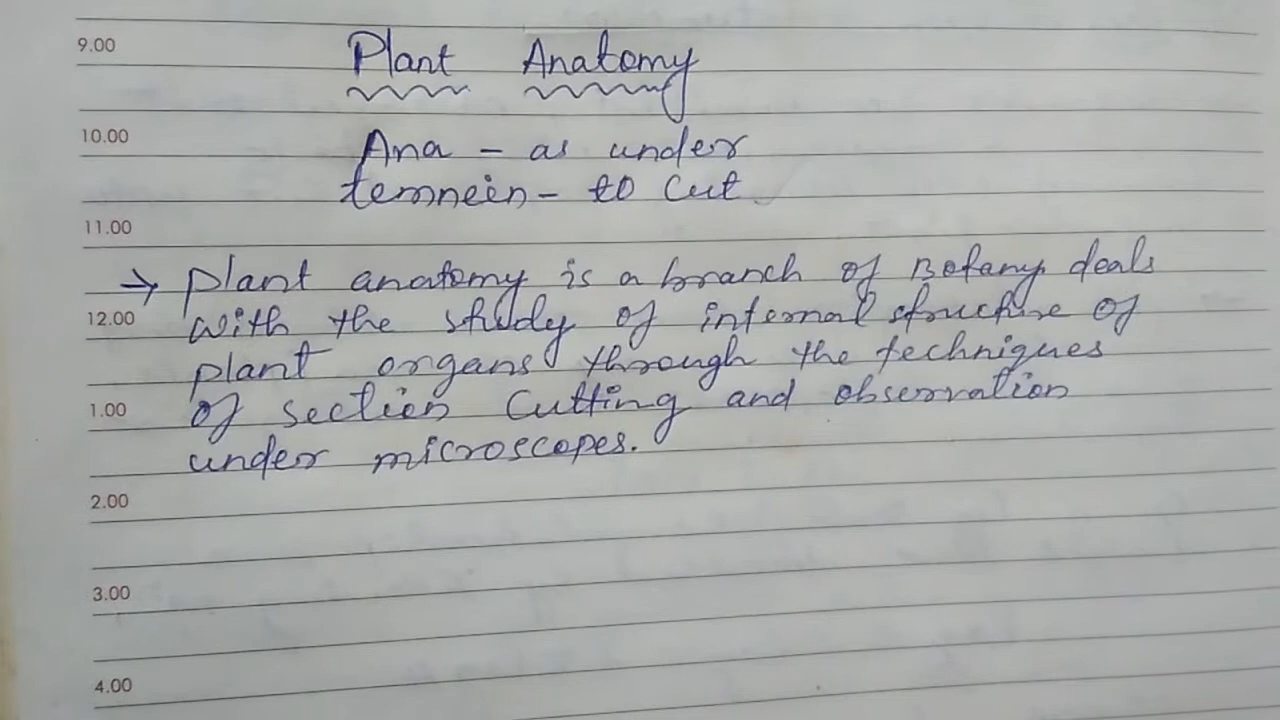 9.00
Plant Anatomy
10.00
Ana - as under
temnein - to cut
11.00
→ Plant anatomy is a branch of Botany deals
12.00
with the study of internal structure of
plant organs through the techniques
1.00
of section cutting and observation
under microscopes.
2.00
3.00
4.00